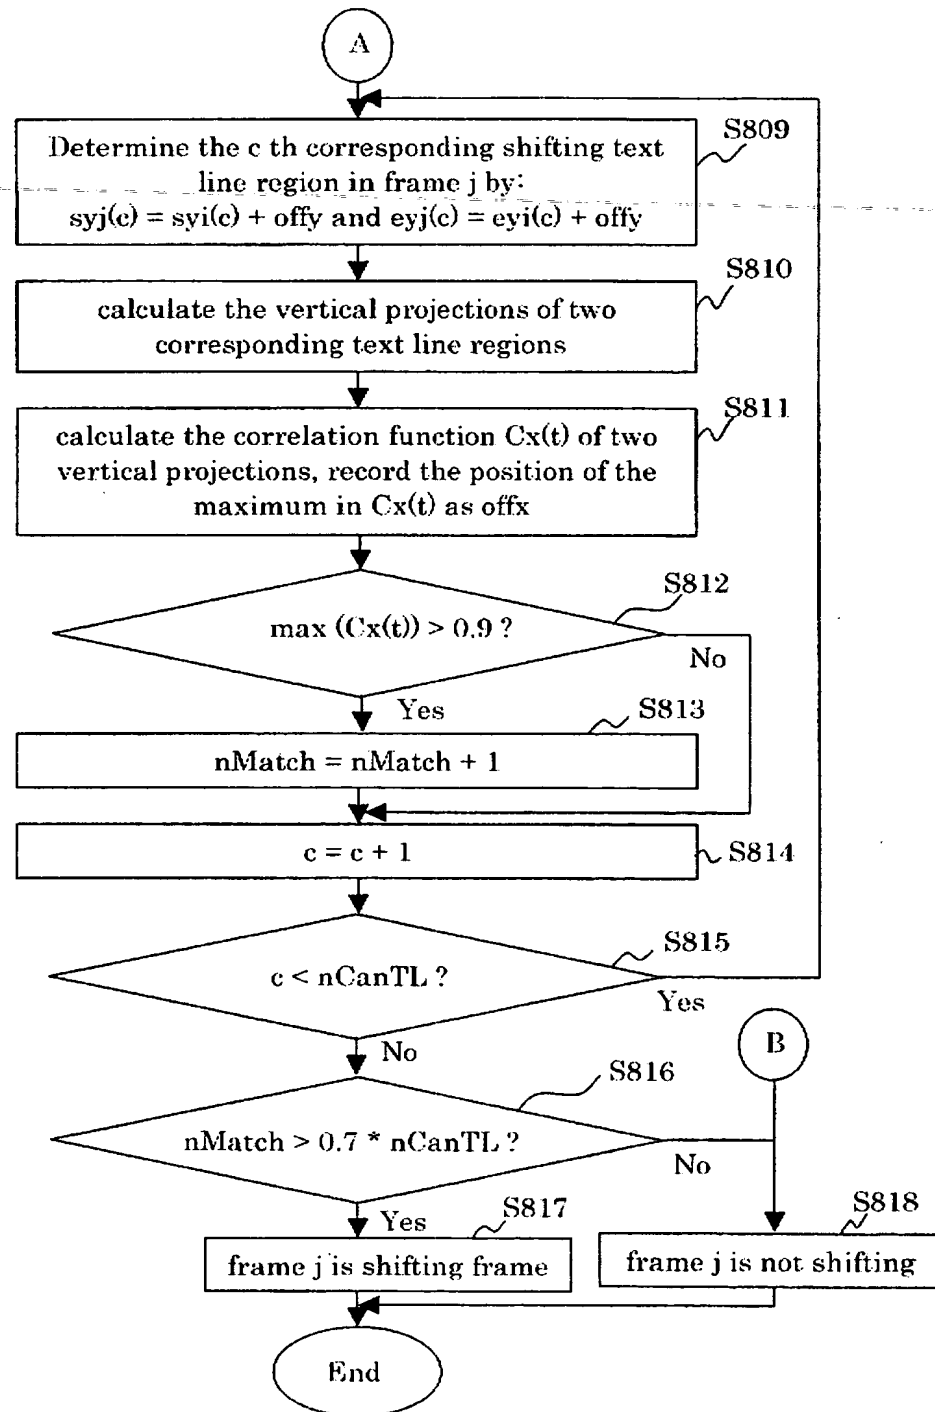 A
S809
Determine the c th corresponding shifting text
line region in frame j by:
syj(c) = syi(c) + offy and eyj(c) = eyi(c) + offy
S810
calculate the vertical projections of two
corresponding text line regions
S811
calculate the correlation function Cx(t) of two
vertical projections, record the position of the
maximum in Cx(t) as offx
S812
max (Cx(t)) > 0.9 ?
No
Yes
S813
nMatch = nMatch + 1
c = c + 1
S814
S815
c < nCanTL ?
Yes
No
B
S816
nMatch > 0.7 * nCanTL ?
No
Yes
S817
S818
frame j is shifting frame
frame j is not shifting
End